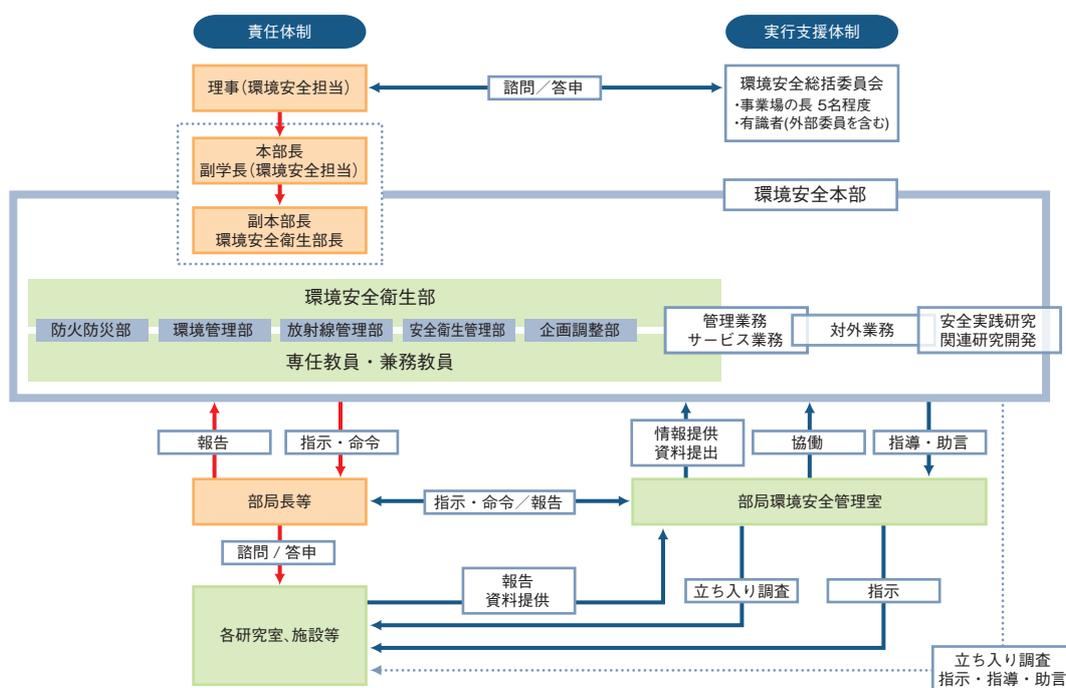 責任体制
実行支援体制
理事(環境安全担当)
諮問／答申
環境安全総括委員会
・事業場の長 5名程度
・有識者(外部委員を含む)
本部長
副学長(環境安全担当)
環境安全本部
副本部長
環境安全衛生部長
環境安全衛生部
防火防災部
環境管理部
放射線管理部
安全衛生管理部
企画調整部
専任教員・兼務教員
管理業務
サービス業務
対外業務
安全実践研究
関連研究開発
報告
指示・命令
情報提供
資料提出
協働
指導・助言
部局長等
指示・命令／報告
部局環境安全管理室
諮問 / 答申
報告
資料提供
立ち入り調査
指示
各研究室、施設等
立ち入り調査
指示・指導・助言